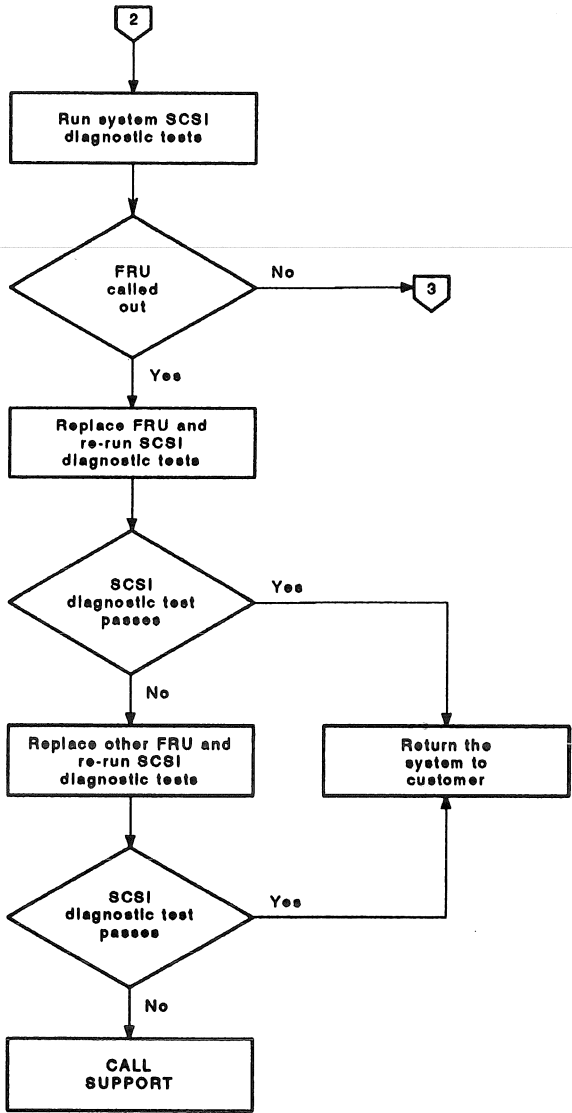 2
Run system SCSI
diagnostic tests
FRU
called
out
No
3
Yes
Replace FRU and
re-run SCSI
diagnostic tests
SCSI
diagnostic test
passes
Yes
No
Replace other FRU and
re-run SCSI
diagnostic tests
Return the
system to
customer
SCSI
diagnostic test
passes
Yes
No
CALL
SUPPORT